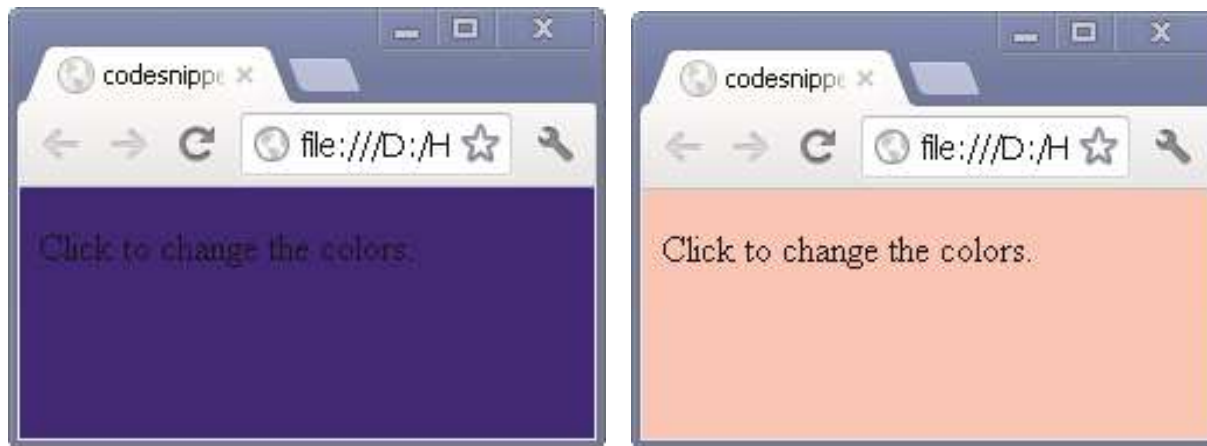 codesnippe
file:///D:/H
Click to change the colors.
codesnippe
file:///D:/H
Click to change the colors.